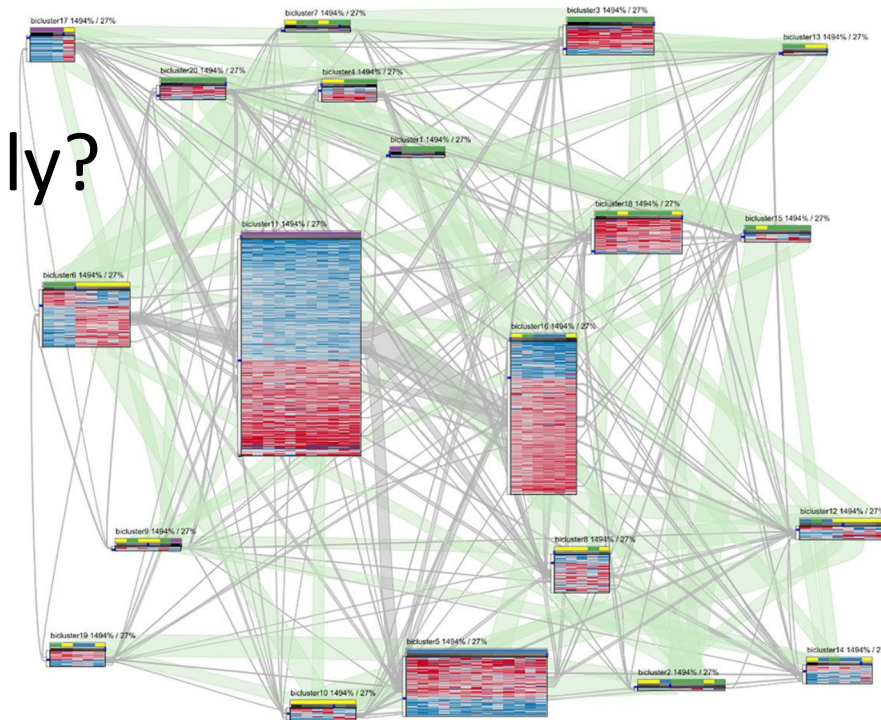 bicluster17 1494% / 27%
bicluster7 1494% / 27%
bicluster3 1494% / 27%
bicluster13 1494% / 27%
bicluster20 1494% / 27%
bicluster4 1494% / 27%
bicluster1 1494% / 27%
ly?
bicluster18 1494% / 27%
bicluster15 1494% / 27%
bicluster11 1494% / 27%
bicluster6 1494% / 27%
bicluster16 1494% / 27%
bicluster12 1494% / 27%
bicluster9 1494% / 27%
bicluster8 1494% / 27%
bicluster19 1494% / 27%
bicluster5 1494% / 27%
bicluster14 1494% / 2
bicluster2 1494% / 27%
bicluster10 1494% / 27%